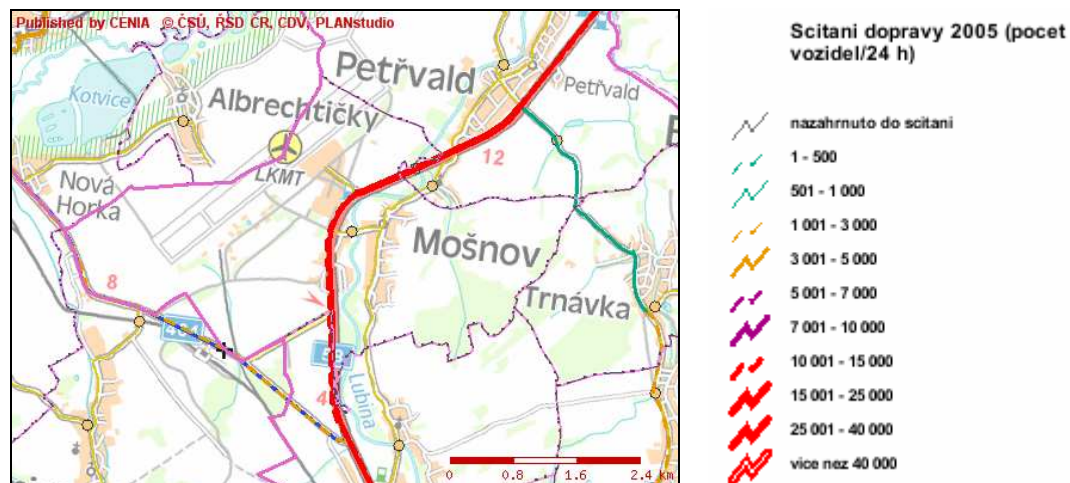 Published by CENIA © ČSÚ, ŘSD ČR, CDV, PLANstudio
Petřvald
Petřvald
Kotvice
Albrechtičky
12
LKMT
Nová
Horka
Mošnov
8
Trnávka
464
58
Lubina
4
0 0.8 1.6 2.4 km
Scitani dopravy 2005 (pocet
vozidel/24 h)
nazahrnuto do scitani
1 - 500
501 - 1 000
1 001 - 3 000
3 001 - 5 000
5 001 - 7 000
7 001 - 10 000
10 001 - 15 000
15 001 - 25 000
25 001 - 40 000
vice nez 40 000